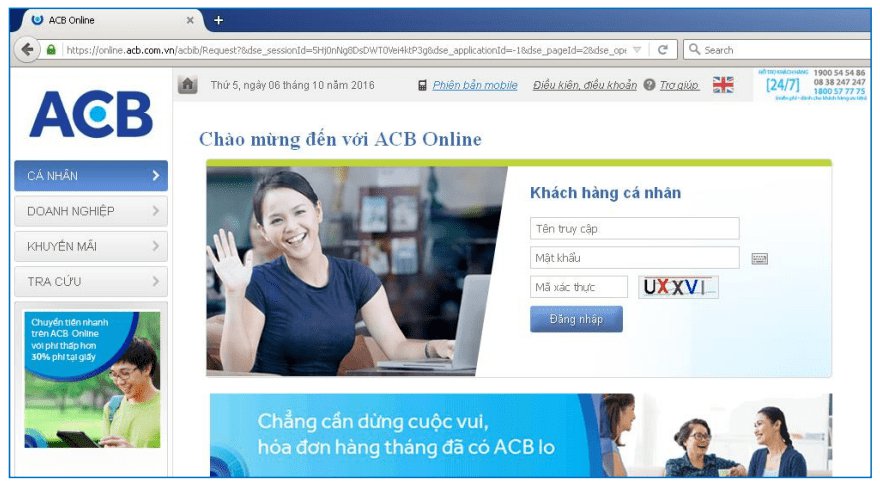 ACB Online
https://online.acb.com.vn/acbib/Request?&dse_sessionId=5Hj0nNg8DsDWT0Vei4ktP3g&dse_applicationId=-1&dse_pageId=2&dse_ope
Search
Thứ 5, ngày 06 tháng 10 năm 2016
Phiên bản mobile
Điều kiện, điều khoản
Trợ giúp
HỖ TRỢ KHÁCH HÀNG
[24/7]
1900 54 54 86
08 38 247 247
1800 57 77 75
ACB
Chào mừng đến với ACB Online
CÁ NHÂN
DOANH NGHIỆP
KHUYẾN MÃI
TRA CỨU
Khách hàng cá nhân
Tên truy cập
Mật khẩu
Mã xác thực
UXXVI
Đăng nhập
Chuyển tiền nhanh
trên ACB Online
với phí thấp hơn
30% phí tại giấy
Chẳng cần dừng cuộc vui,
hóa đơn hàng tháng đã có ACB lo